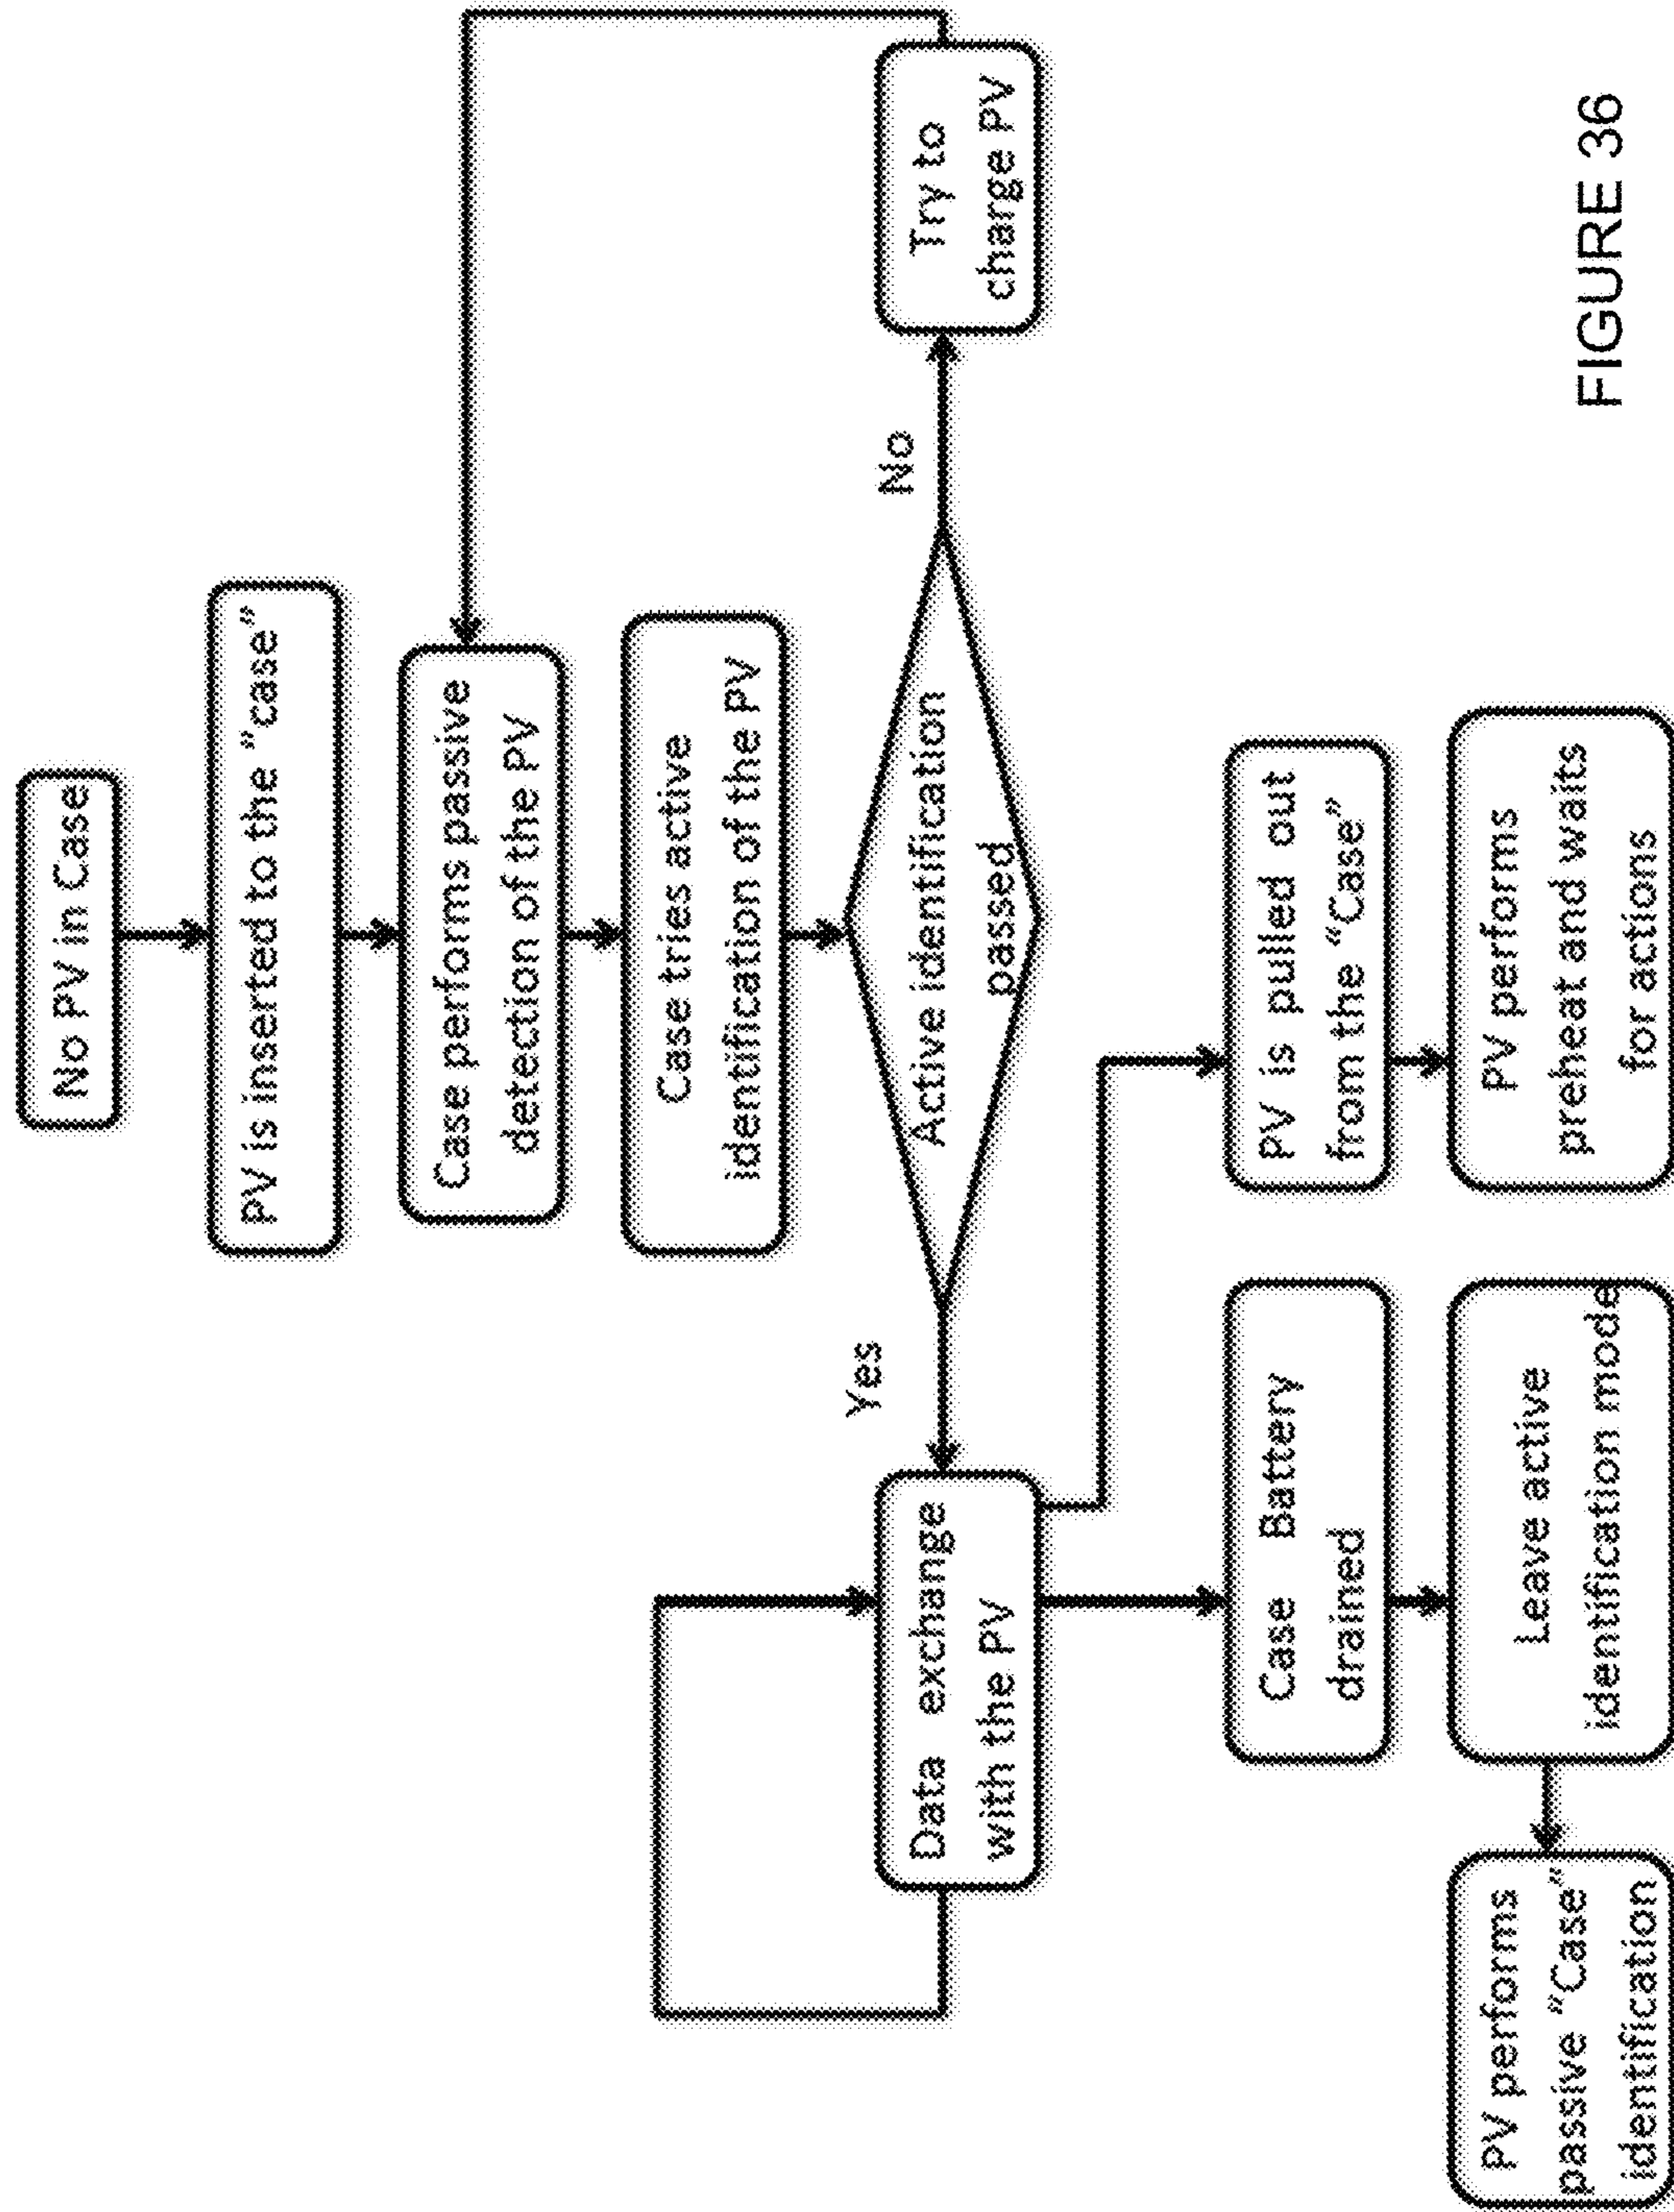 No PV in Case
PV is inserted to the “case”
Case performs passive
detection of the PV
Case tries active
identification of the PV
Active identification
passed
Yes
No
Try to
charge PV
Data exchange
with the PV
Case Battery
drained
PV is pulled out
from the “Case”
Leave active
identification mode
PV performs
preheat and waits
for actions
PV performs
passive “Case”
identification
FIGURE 36